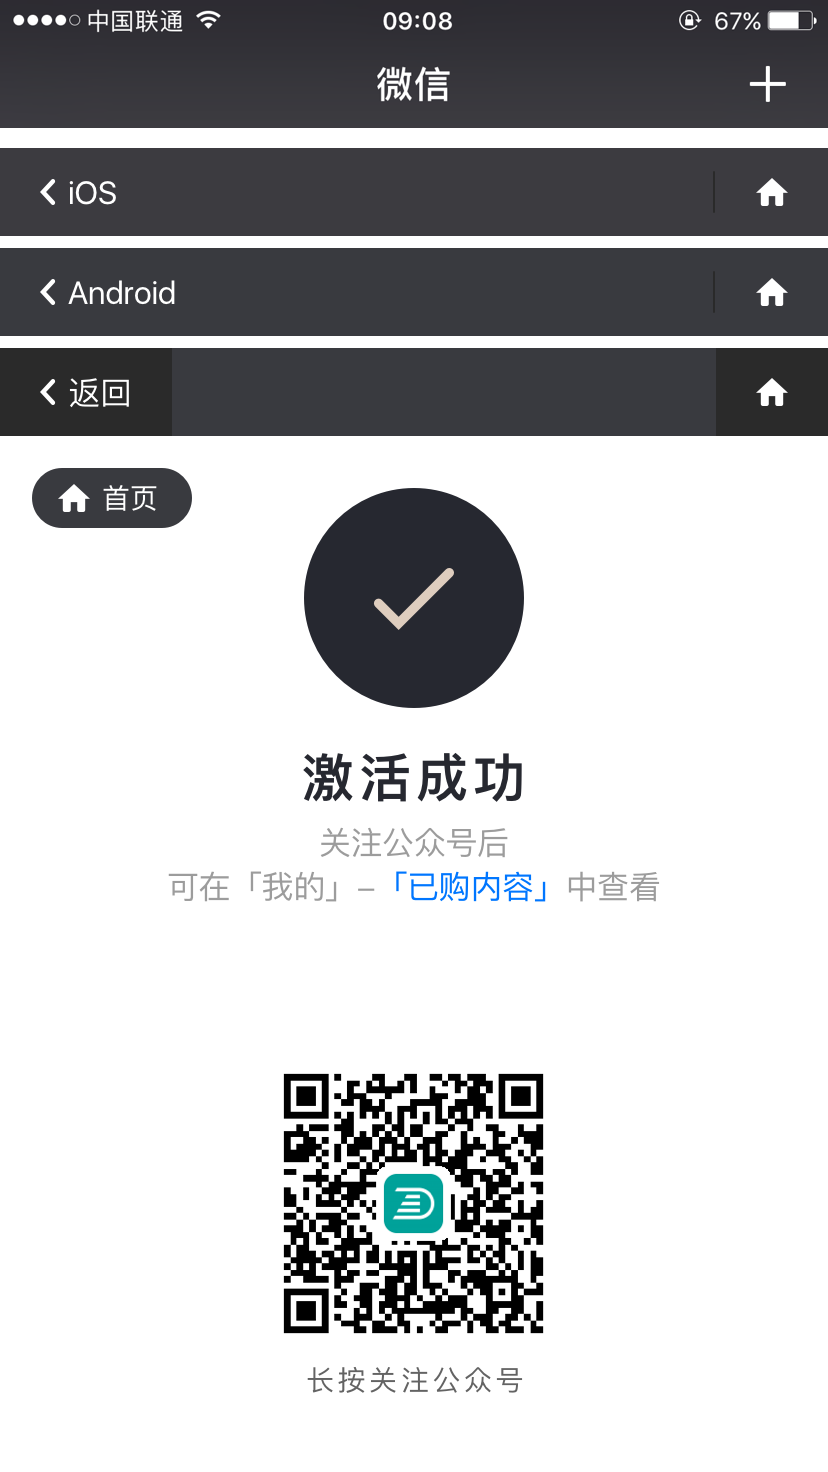 中国联通 09:08 67%
微信
iOS
Android
返回
首页
激活成功
关注公众号后
可在「我的」–「已购内容」中查看
长按关注公众号